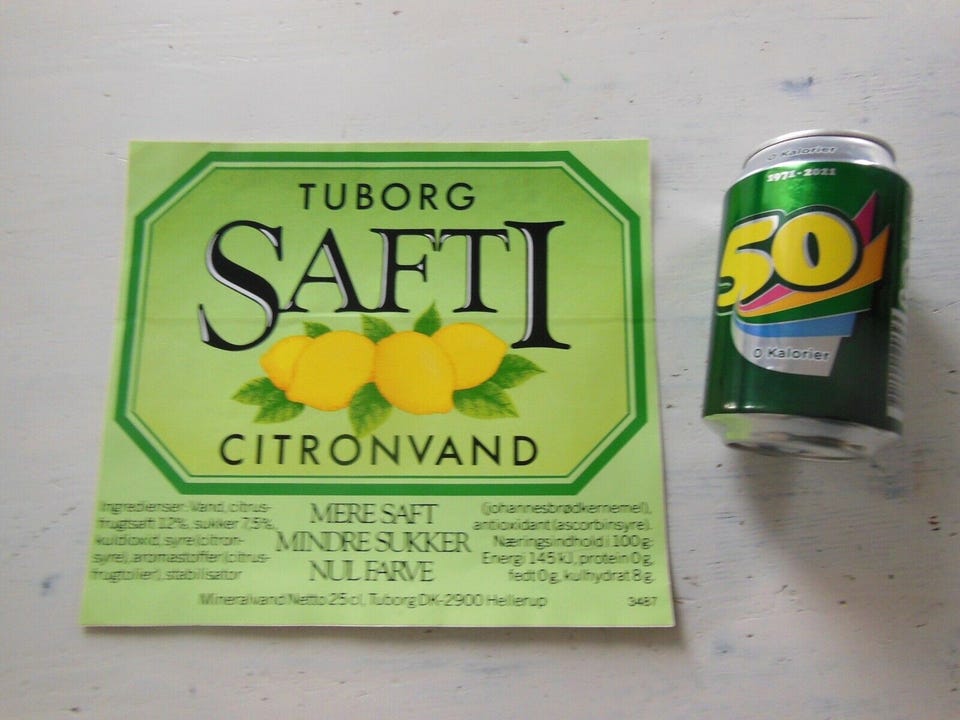 TUBORG
SAFTI
CITRONVAND
Ingredienser: Vand, citrus-
frugtsaft 12%, sukker 7,5%,
kuldioxid, syre (citron-
syre), aromastoffer (citrus-
frugtolier), stabilisator
MERE SAFT
MINDRE SUKKER
NUL FARVE
(johannesbrødkernemel),
antioxidant (ascorbinsyre).
Næringsindhold i 100 g:
Energi 145 kJ, protein 0 g,
fedt 0 g, kulhydrat 8 g.
Mineralvand Netto 25 cl, Tuborg DK-2900 Hellerup
3487
0 Kalorier
1971-2021
50
0 Kalorier